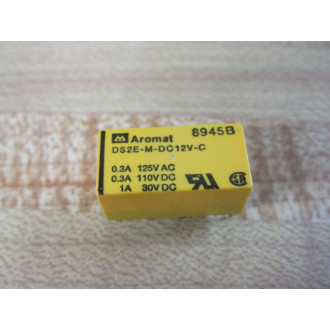 Aromat 8945B
DS2E-M-DC12V-C
0.3A 125V AC
0.3A 110V DC
1A 30V DC